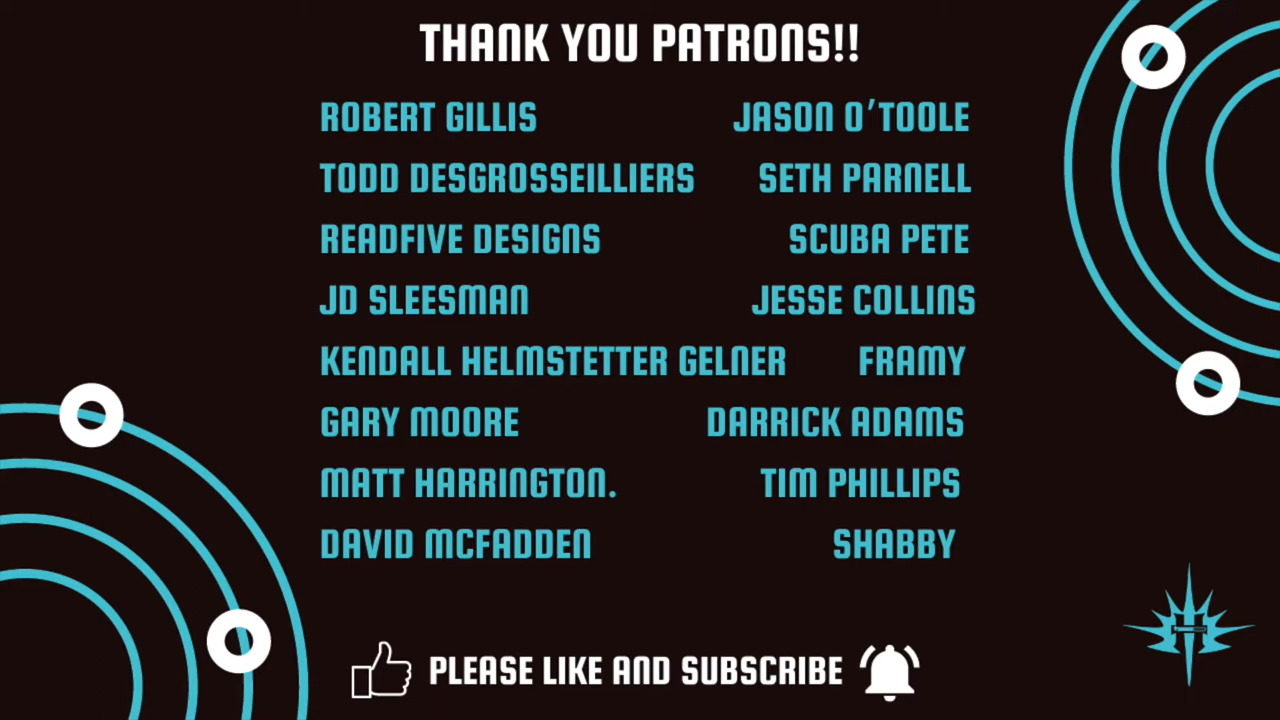 THANK YOU PATRONS!!
ROBERT GILLIS JASON O'TOOLE
TODD DESGROSSEILLIERS SETH PARNELL
READFIVE DESIGNS SCUBA PETE
JD SLEESMAN JESSE COLLINS
KENDALL HELMSTETTER GELNER FRAMY
GARY MOORE DARRICK ADAMS
MATT HARRINGTON. TIM PHILLIPS
DAVID MCFADDEN SHABBY
PLEASE LIKE AND SUBSCRIBE